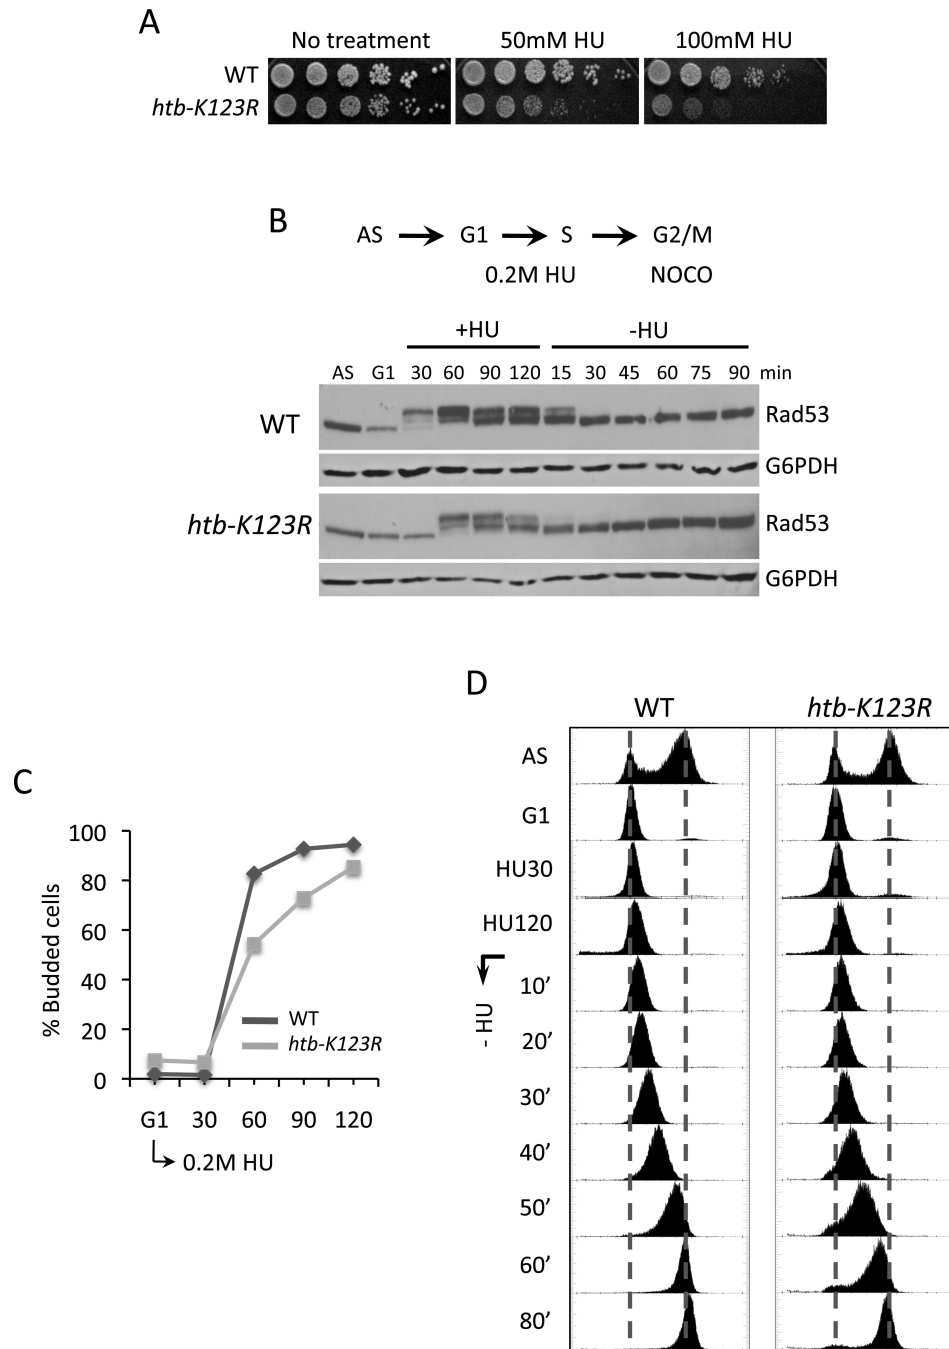 A
No treatment 50mM HU 100mM HU
WT
htb-K123R
B
AS G1 S G2/M
0.2M HU NOCO
+HU -HU
AS G1 30 60 90 120 15 30 45 60 75 90 min
WT Rad53
G6PDH
htb-K123R Rad53
G6PDH
C
% Budded cells
100
80
60
40
20
0
WT
htb-K123R
G1 30 60 90 120
0.2M HU
D
WT htb-K123R
AS
G1
HU30
HU120
- HU
10’
20’
30’
40’
50’
60’
80’